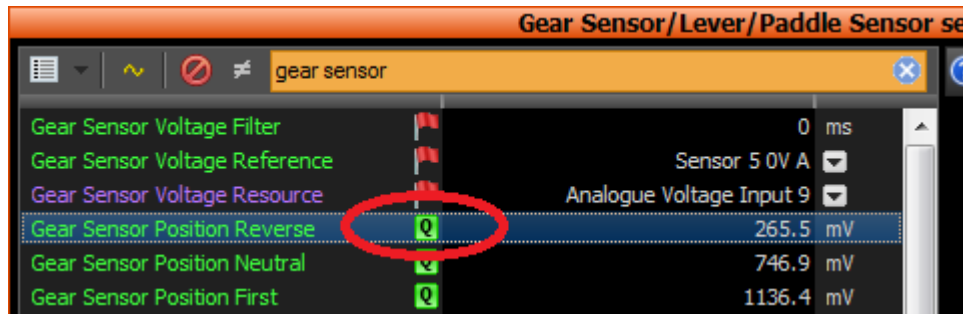 Gear Sensor/Lever/Paddle Sensor se
gear sensor
Gear Sensor Voltage Filter 0 ms
Gear Sensor Voltage Reference Sensor 5 0V A
Gear Sensor Voltage Resource Analogue Voltage Input 9
Gear Sensor Position Reverse Q 265.5 mV
Gear Sensor Position Neutral Q 746.9 mV
Gear Sensor Position First Q 1136.4 mV